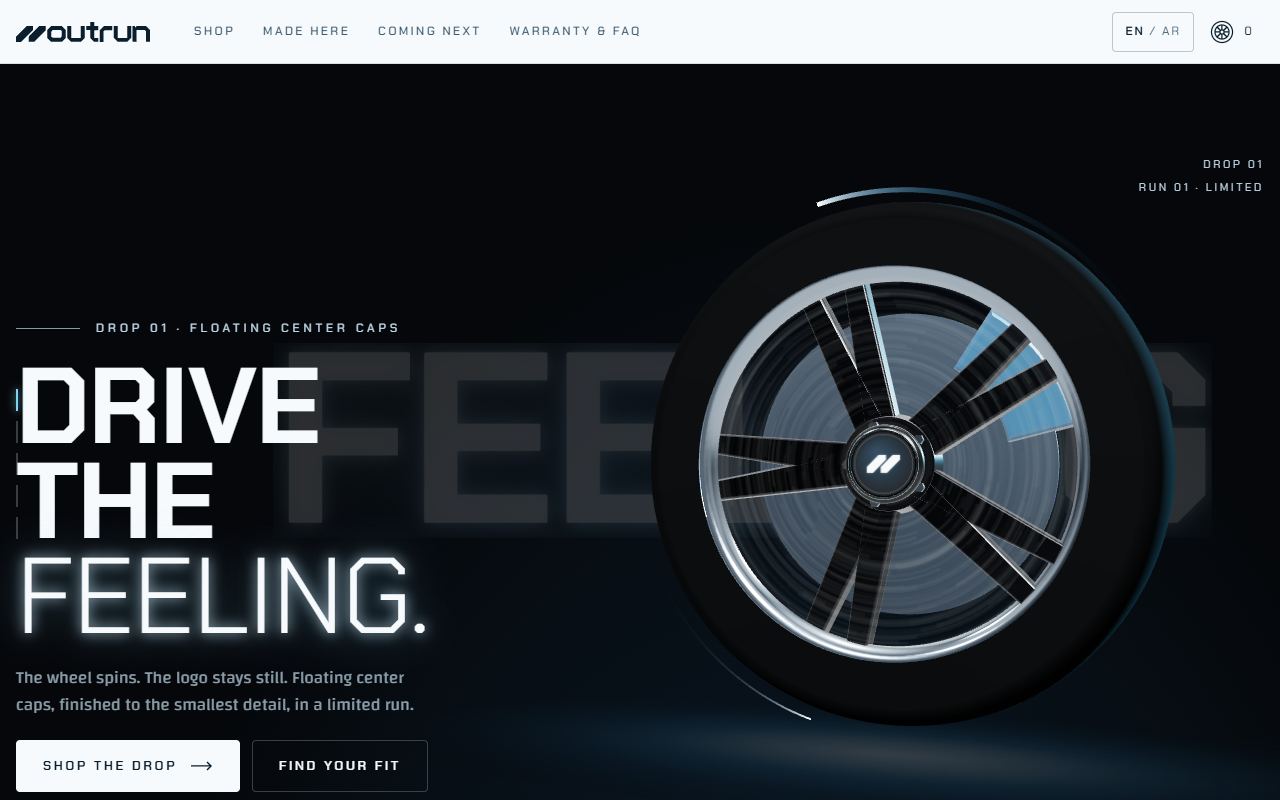 outrun
SHOP
MADE HERE
COMING NEXT
WARRANTY & FAQ
EN / AR
0
DROP 01
RUN 01 · LIMITED
DROP 01 · FLOATING CENTER CAPS
DRIVE
THE
FEELING.
The wheel spins. The logo stays still. Floating center
caps, finished to the smallest detail, in a limited run.
SHOP THE DROP
FIND YOUR FIT